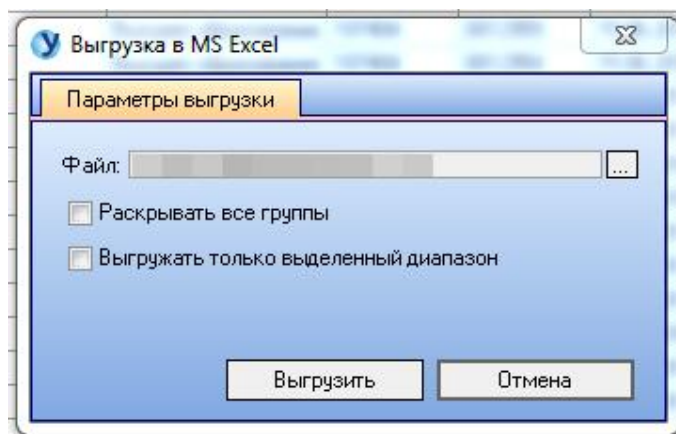 Выгрузка в MS Excel
Параметры выгрузки
Файл: ...
Раскрывать все группы
Выгружать только выделенный диапазон
Выгрузить Отмена